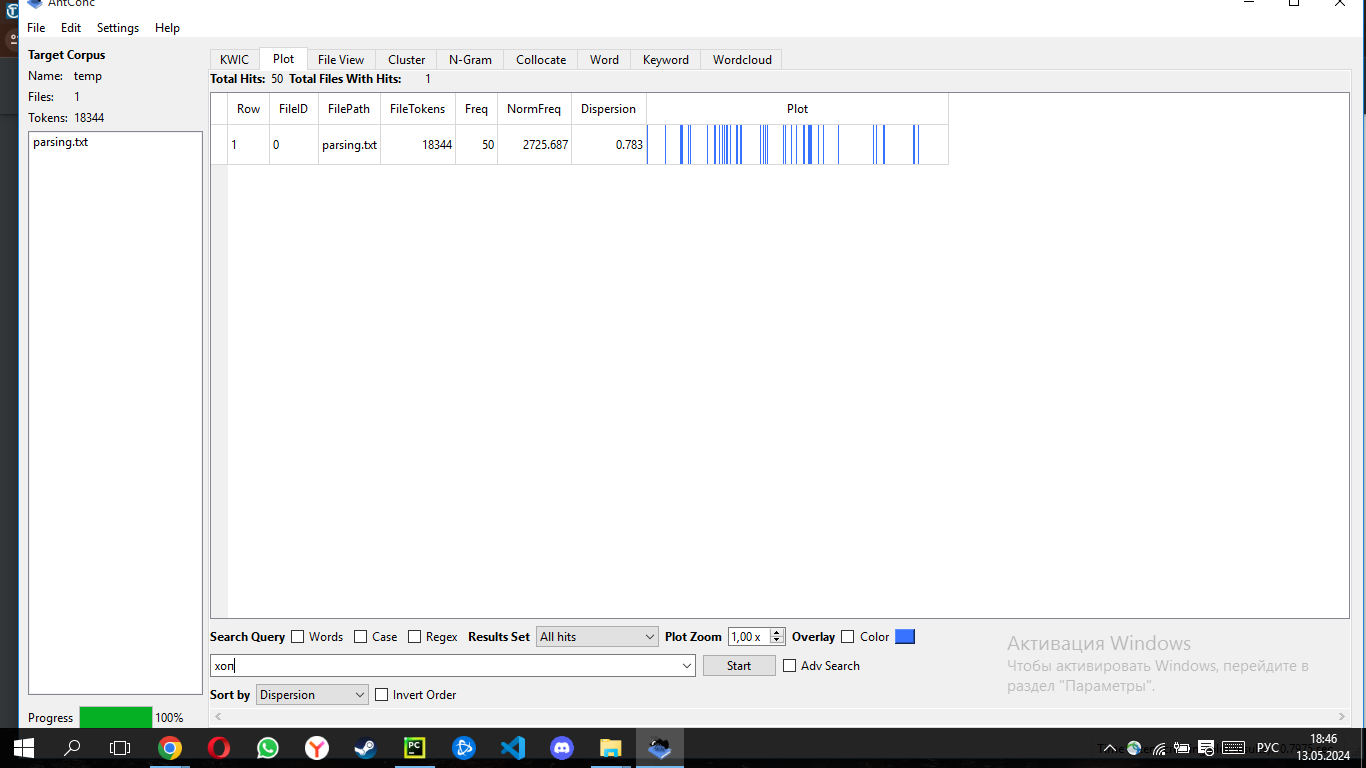 AntConc
File Edit Settings Help
Target Corpus
Name: temp
Files: 1
Tokens: 18344
parsing.txt
Progress 100%
KWIC Plot File View Cluster N-Gram Collocate Word Keyword Wordcloud
Total Hits: 50 Total Files With Hits: 1
Row FileID FilePath FileTokens Freq NormFreq Dispersion Plot
1 0 parsing.txt 18344 50 2725.687 0.783
Search Query Words Case Regex Results Set All hits Plot Zoom 1,00 x Overlay Color
хоп Start Adv Search
Sort by Dispersion Invert Order
Активация Windows
Чтобы активировать Windows, перейдите в
раздел "Параметры".
PC
РУС
18:46
13.05.2024